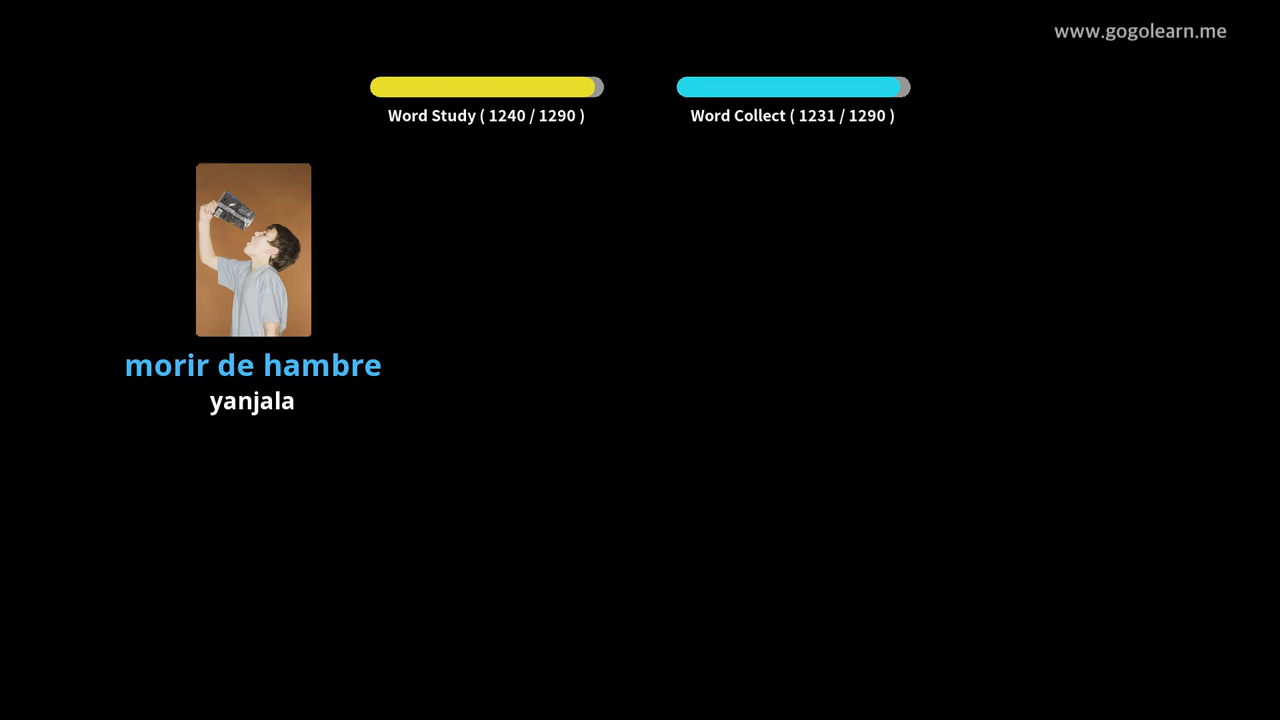 www.gogolearn.me
Word Study ( 1240 / 1290 )
Word Collect ( 1231 / 1290 )
morir de hambre
yanjala